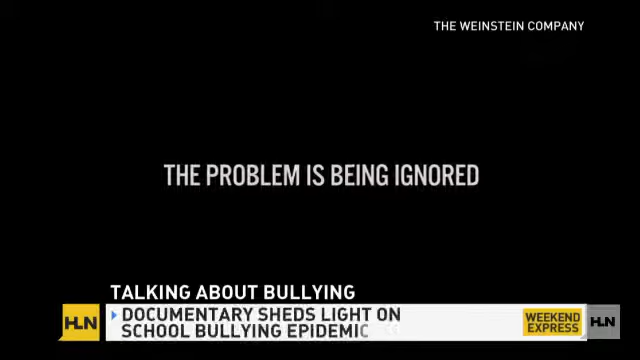 THE WEINSTEIN COMPANY
THE PROBLEM IS BEING IGNORED
TALKING ABOUT BULLYING
HLN
DOCUMENTARY SHEDS LIGHT ON
SCHOOL BULLYING EPIDEMIC
WEEKEND
EXPRESS
HLN